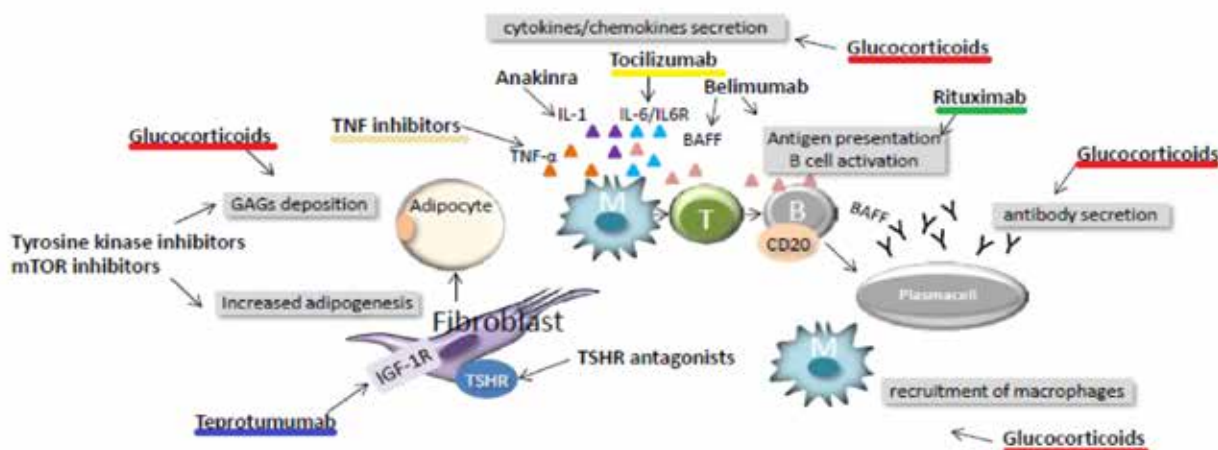 cytokines/chemokines secretion
Glucocorticoids
Tocilizumab
Anakinra
Belimumab
IL-1
IL-6/IL6R
Rituximab
Glucocorticoids
TNF inhibitors
BAFF
Antigen presentation
B cell activation
TNF-α
Glucocorticoids
GAGs deposition
Adipocyte
M
T
B
BAFF
antibody secretion
CD20
Tyrosine kinase inhibitors
mTOR inhibitors
Increased adipogenesis
Plasmacell
Fibroblast
M
IGF-1R
TSHR
TSHR antagonists
recruitment of macrophages
Teprotumumab
Glucocorticoids